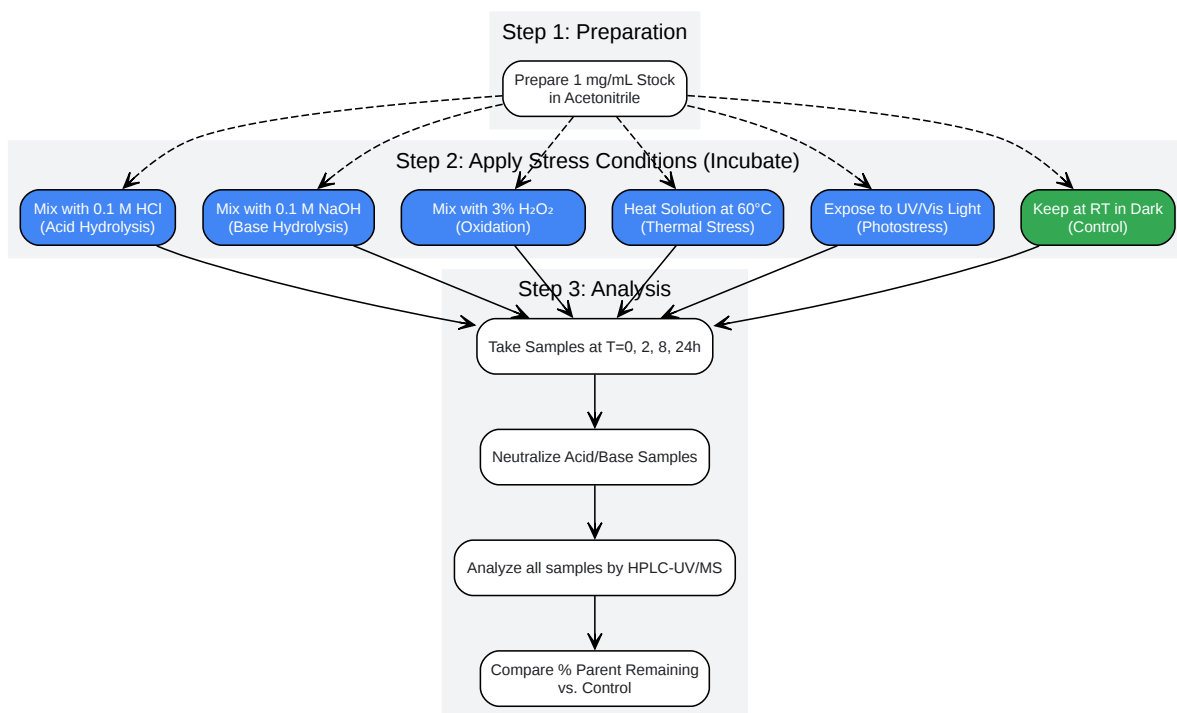 Step 1: Preparation
Prepare 1 mg/mL Stock
in Acetonitrile
Step 2: Apply Stress Conditions (Incubate)
Mix with 0.1 M HCl
(Acid Hydrolysis)
Mix with 0.1 M NaOH
(Base Hydrolysis)
Mix with 3% H₂O₂
(Oxidation)
Heat Solution at 60°C
(Thermal Stress)
Expose to UV/Vis Light
(Photostress)
Keep at RT in Dark
(Control)
Step 3: Analysis
Take Samples at T=0, 2, 8, 24h
Neutralize Acid/Base Samples
Analyze all samples by HPLC-UV/MS
Compare % Parent Remaining
vs. Control